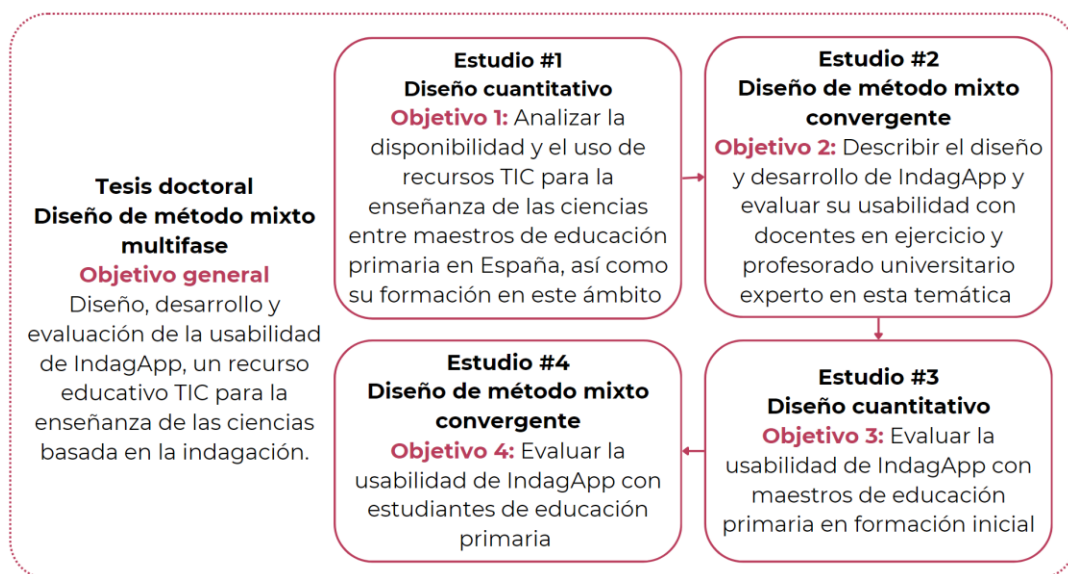 Tesis doctoral
Diseño de método mixto
multifase
Objetivo general
Diseño, desarrollo y
evaluación de la usabilidad
de IndagApp, un recurso
educativo TIC para la
enseñanza de las ciencias
basada en la indagación.
Estudio #1
Diseño cuantitativo
Objetivo 1: Analizar la
disponibilidad y el uso de
recursos TIC para la
enseñanza de las ciencias
entre maestros de educación
primaria en España, así como
su formación en este ámbito
Estudio #2
Diseño de método mixto
convergente
Objetivo 2: Describir el diseño
y desarrollo de IndagApp y
evaluar su usabilidad con
docentes en ejercicio y
profesorado universitario
experto en esta temática
Estudio #3
Diseño cuantitativo
Objetivo 3: Evaluar la
usabilidad de IndagApp con
maestros de educación
primaria en formación inicial
Estudio #4
Diseño de método mixto
convergente
Objetivo 4: Evaluar la
usabilidad de IndagApp con
estudiantes de educación
primaria